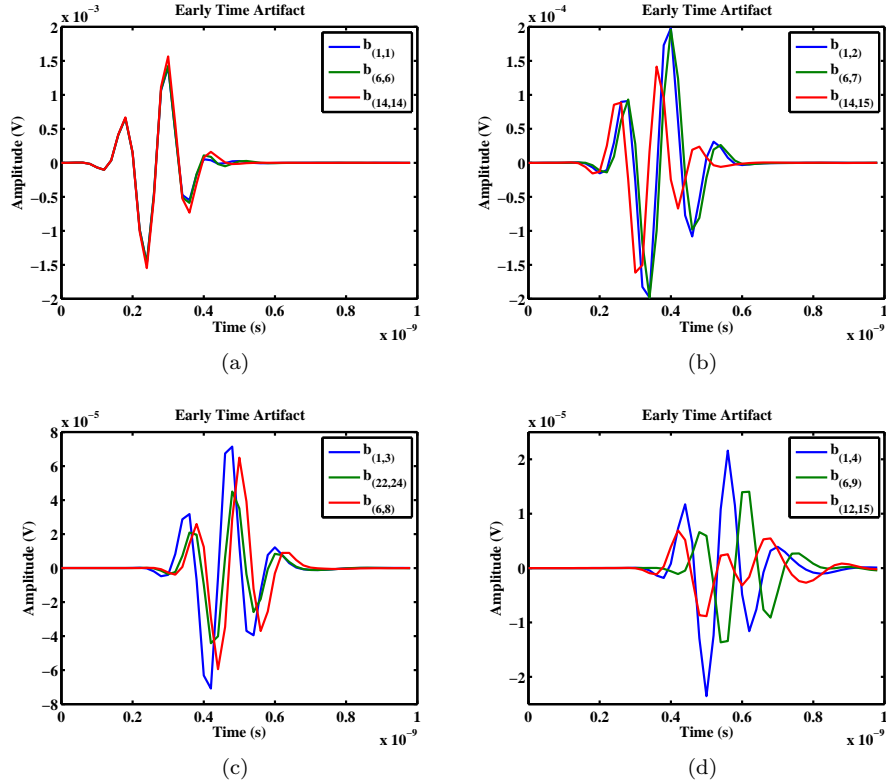 Early Time Artifact
x 10⁻³
2
1.5
1
0.5
0
−0.5
−1
−1.5
−2
Amplitude (V)
b(1,1)
b(6,6)
b(14,14)
0 0.2 0.4 0.6 0.8 1
Time (s)
x 10⁻⁹
(a)
Early Time Artifact
x 10⁻⁴
2
1.5
1
0.5
0
−0.5
−1
−1.5
−2
Amplitude (V)
b(1,2)
b(6,7)
b(14,15)
0 0.2 0.4 0.6 0.8 1
Time (s)
x 10⁻⁹
(b)
Early Time Artifact
x 10⁻⁵
8
6
4
2
0
−2
−4
−6
−8
Amplitude (V)
b(1,3)
b(22,24)
b(6,8)
0 0.2 0.4 0.6 0.8 1
Time (s)
x 10⁻⁹
(c)
Early Time Artifact
x 10⁻⁵
2
1
0
−1
−2
Amplitude (V)
b(1,4)
b(6,9)
b(12,15)
0 0.2 0.4 0.6 0.8 1
Time (s)
x 10⁻⁹
(d)